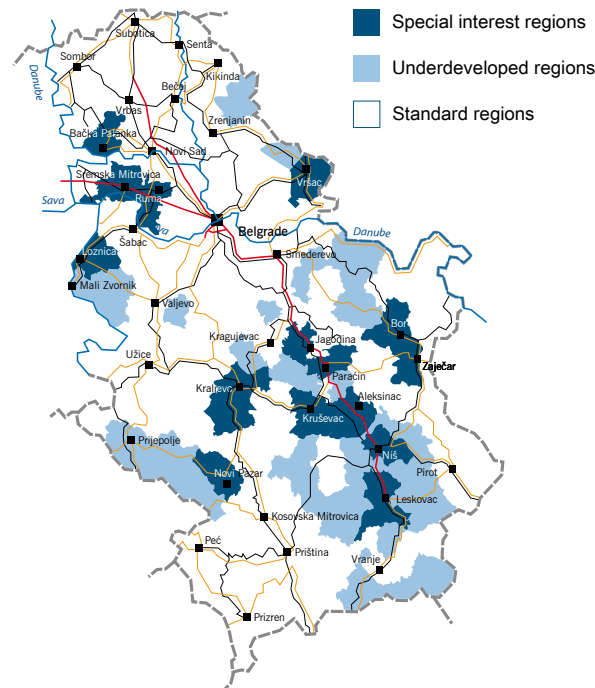 Special interest regions
Underdeveloped regions
Standard regions
Subotica
Senta
Sombor
Kikinda
Danube
Bečej
Vrbas
Zrenjanin
Bačka Palanka
Novi Sad
Sremska Mitrovica
Vršac
Ruma
Sava
Sava
Belgrade
Danube
Šabac
Loznica
Smederevo
Mali Zvornik
Valjevo
Bor
Kragujevac
Jagodina
Užice
Zaječar
Paraćin
Kraljevo
Aleksinac
Kruševac
Prijepolje
Niš
Novi Pazar
Pirot
Leskovac
Kosovska Mitrovica
Peć
Priština
Vranje
Prizren